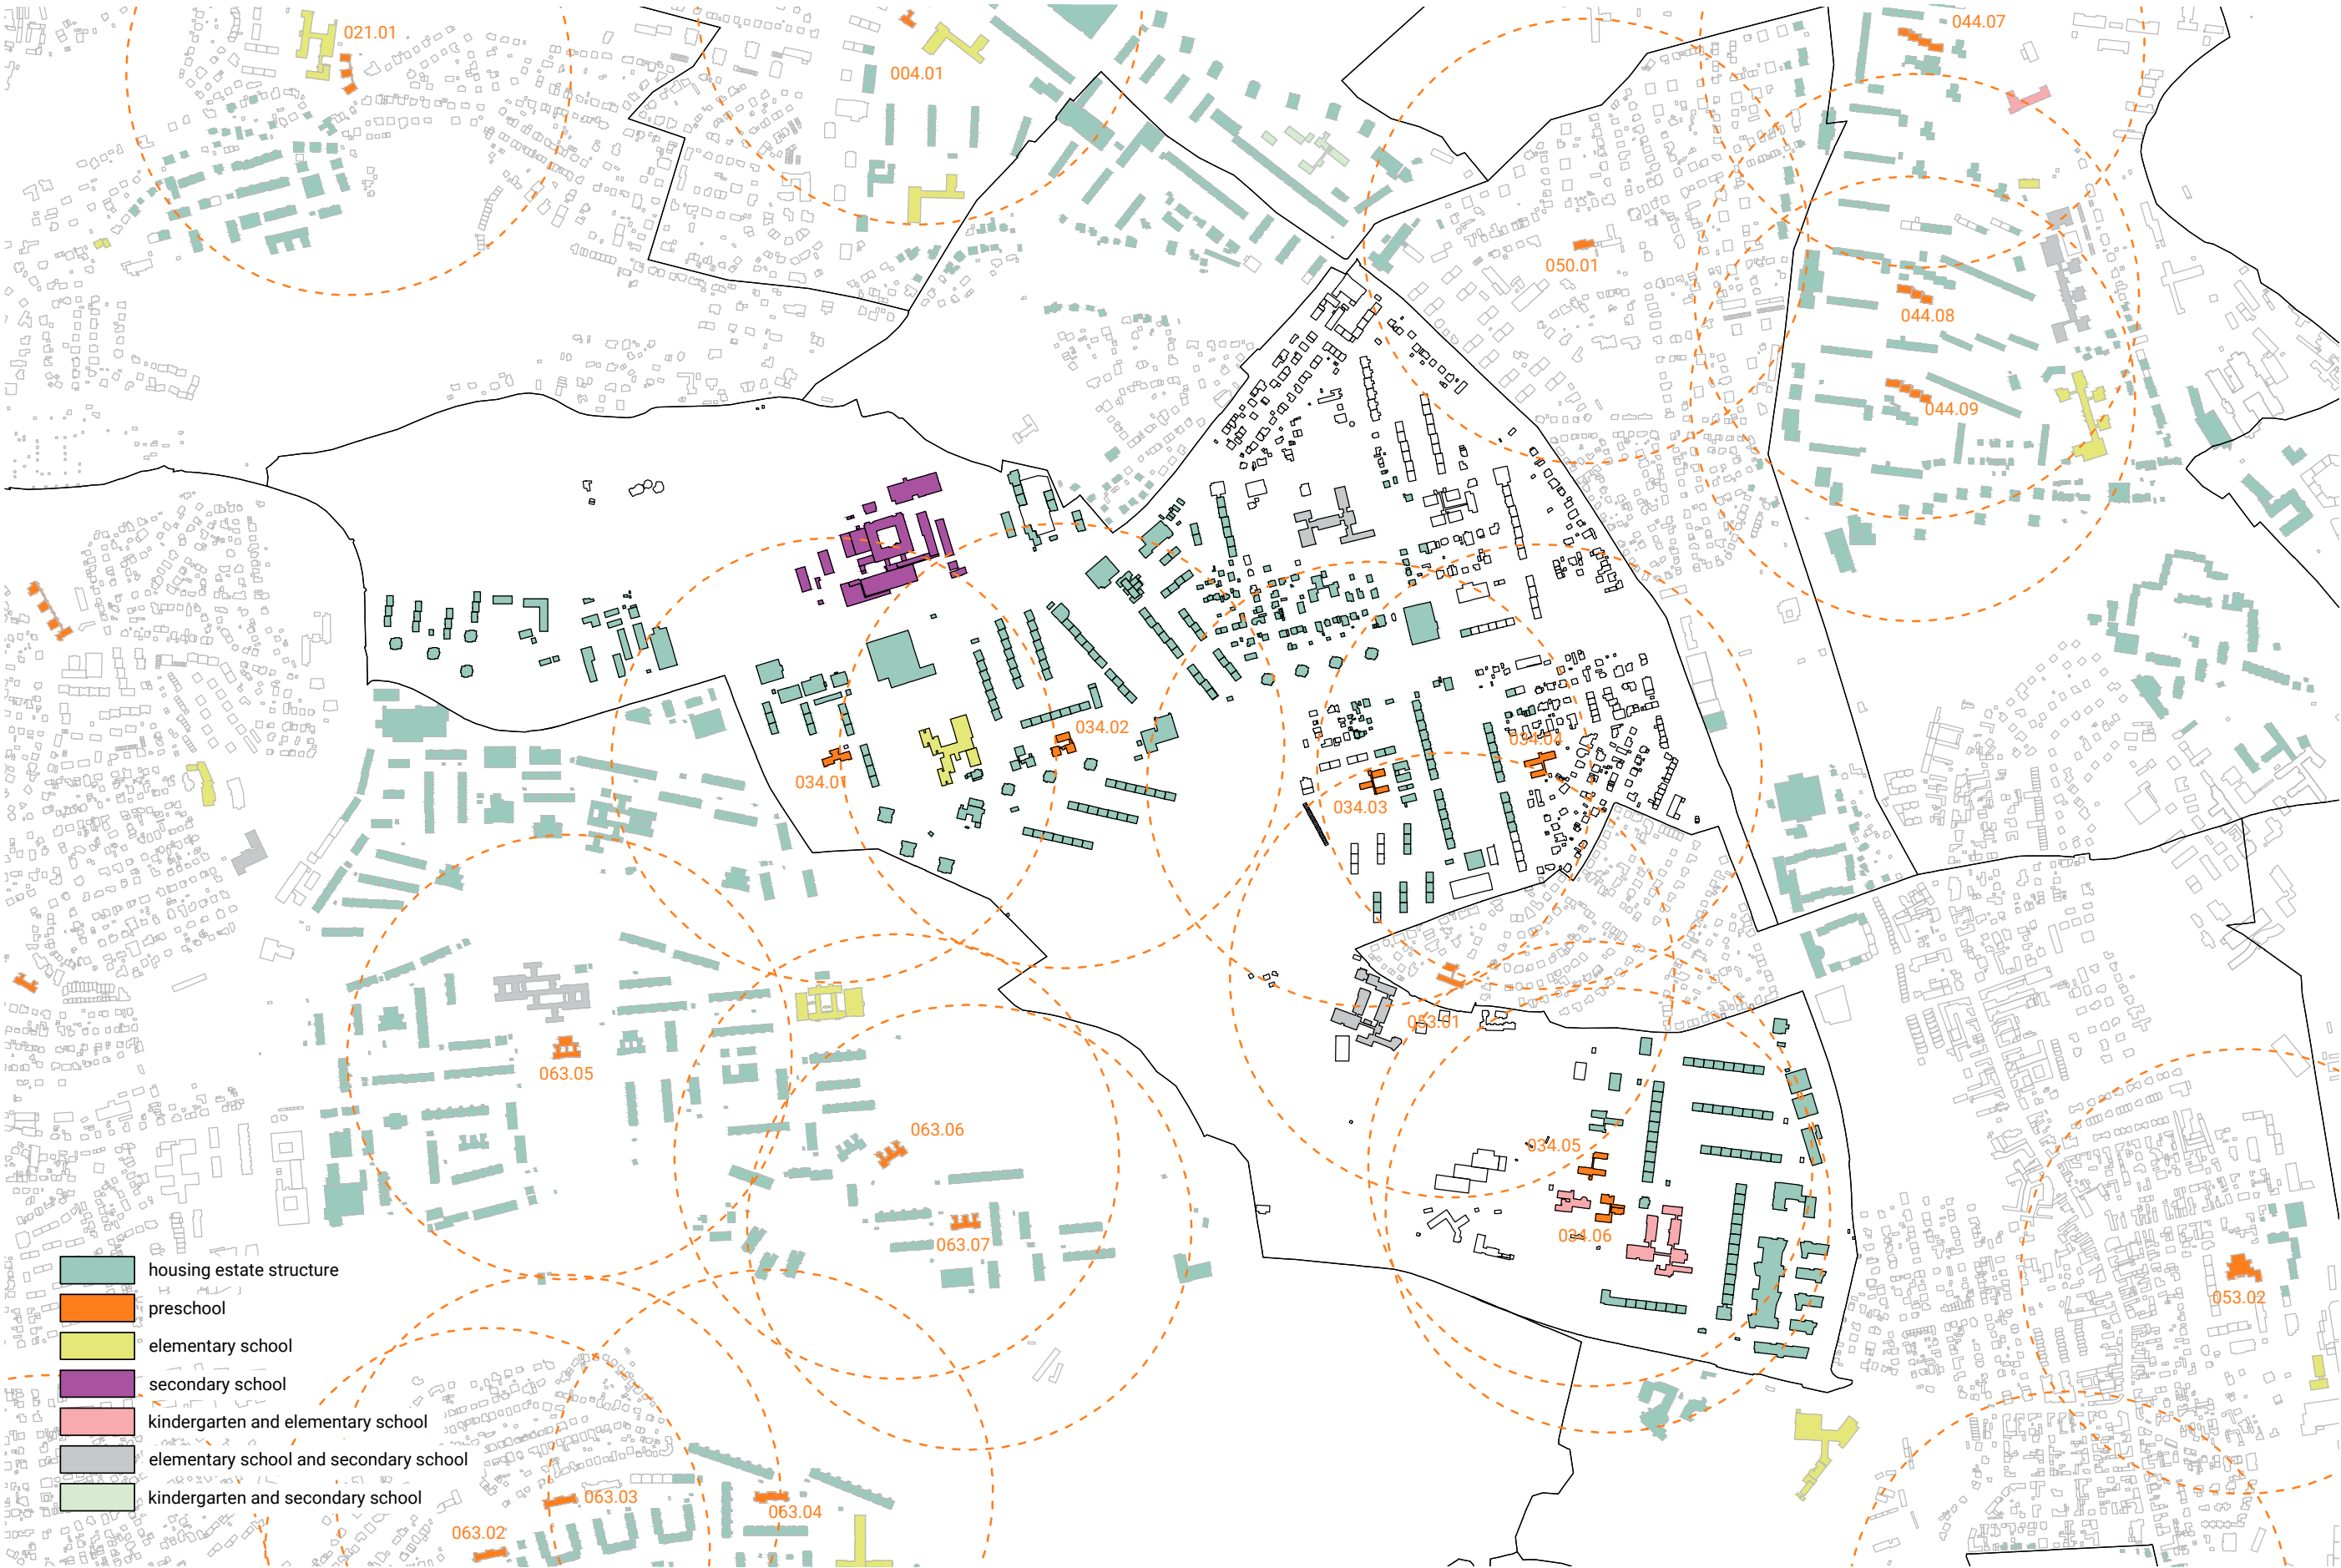 021.01
044.07
004.01
050.01
044.08
044.09
034.02
034.04
034.01
034.03
053.01
063.05
063.06
034.05
034.06
063.07
053.02
housing estate structure
preschool
elementary school
secondary school
kindergarten and elementary school
elementary school and secondary school
kindergarten and secondary school
063.03
063.04
063.02